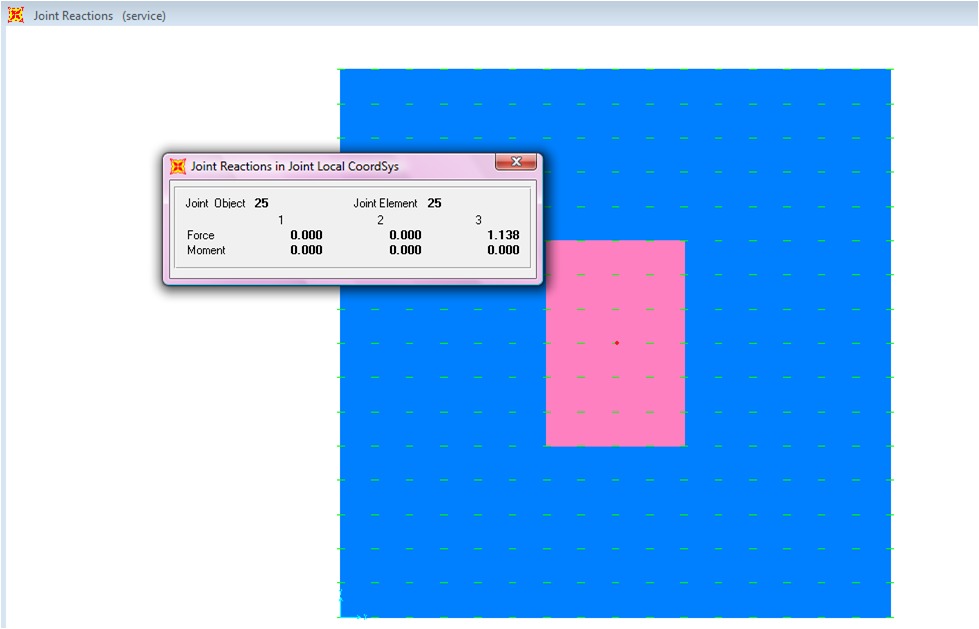 Joint Reactions (service)
Joint Reactions in Joint Local CoordSys
Joint Object 25 Joint Element 25
1 2 3
Force 0.000 0.000 1.138
Moment 0.000 0.000 0.000